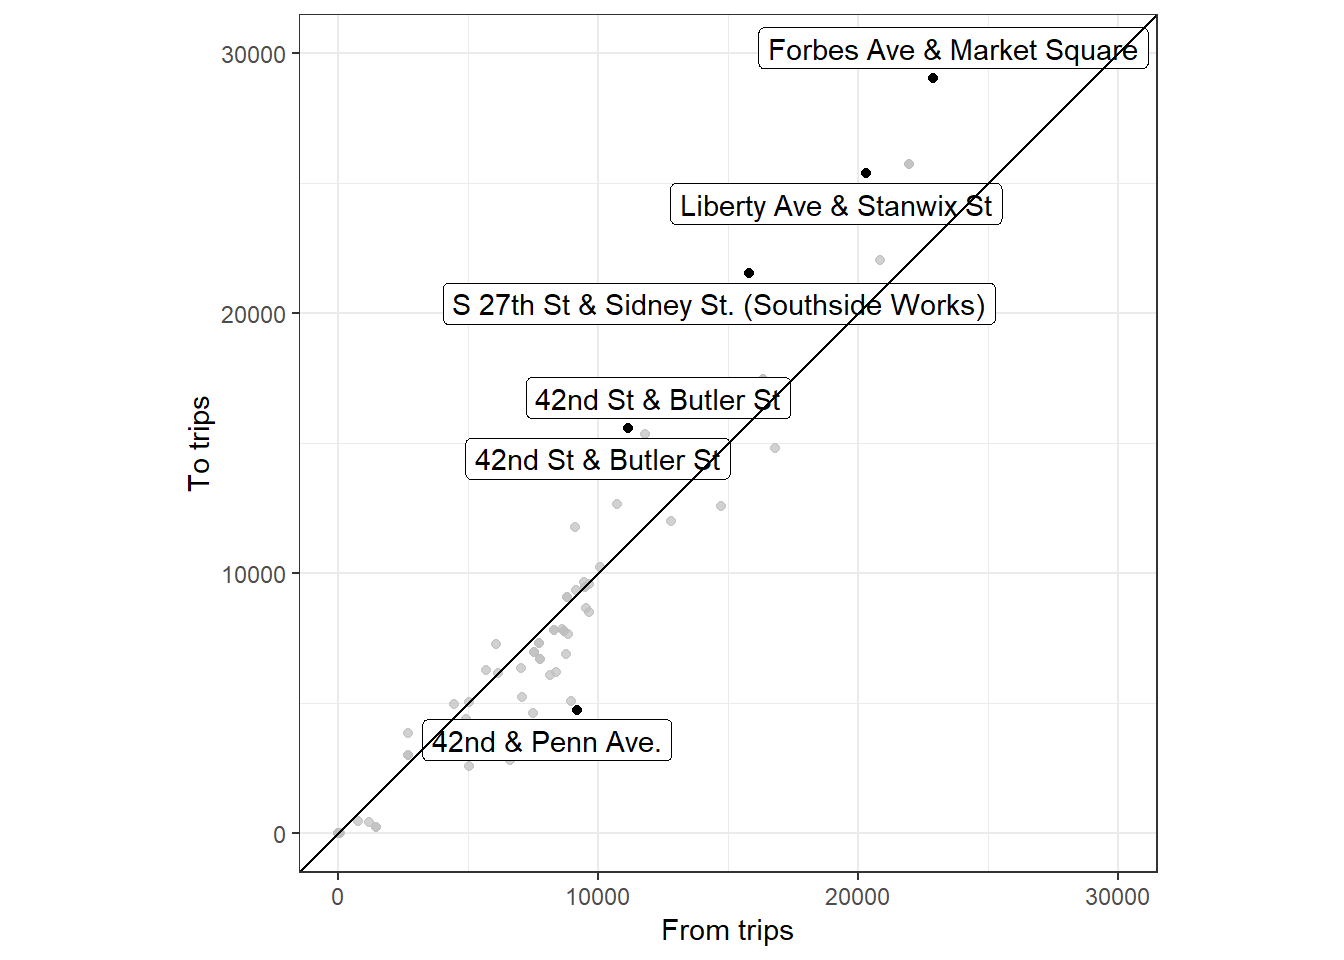 30000
20000
10000
0
To trips
Forbes Ave & Market Square
Liberty Ave & Stanwix St
S 27th St & Sidney St. (Southside Works)
42nd St & Butler St
42nd St & Butler St
42nd & Penn Ave.
0
10000
20000
30000
From trips